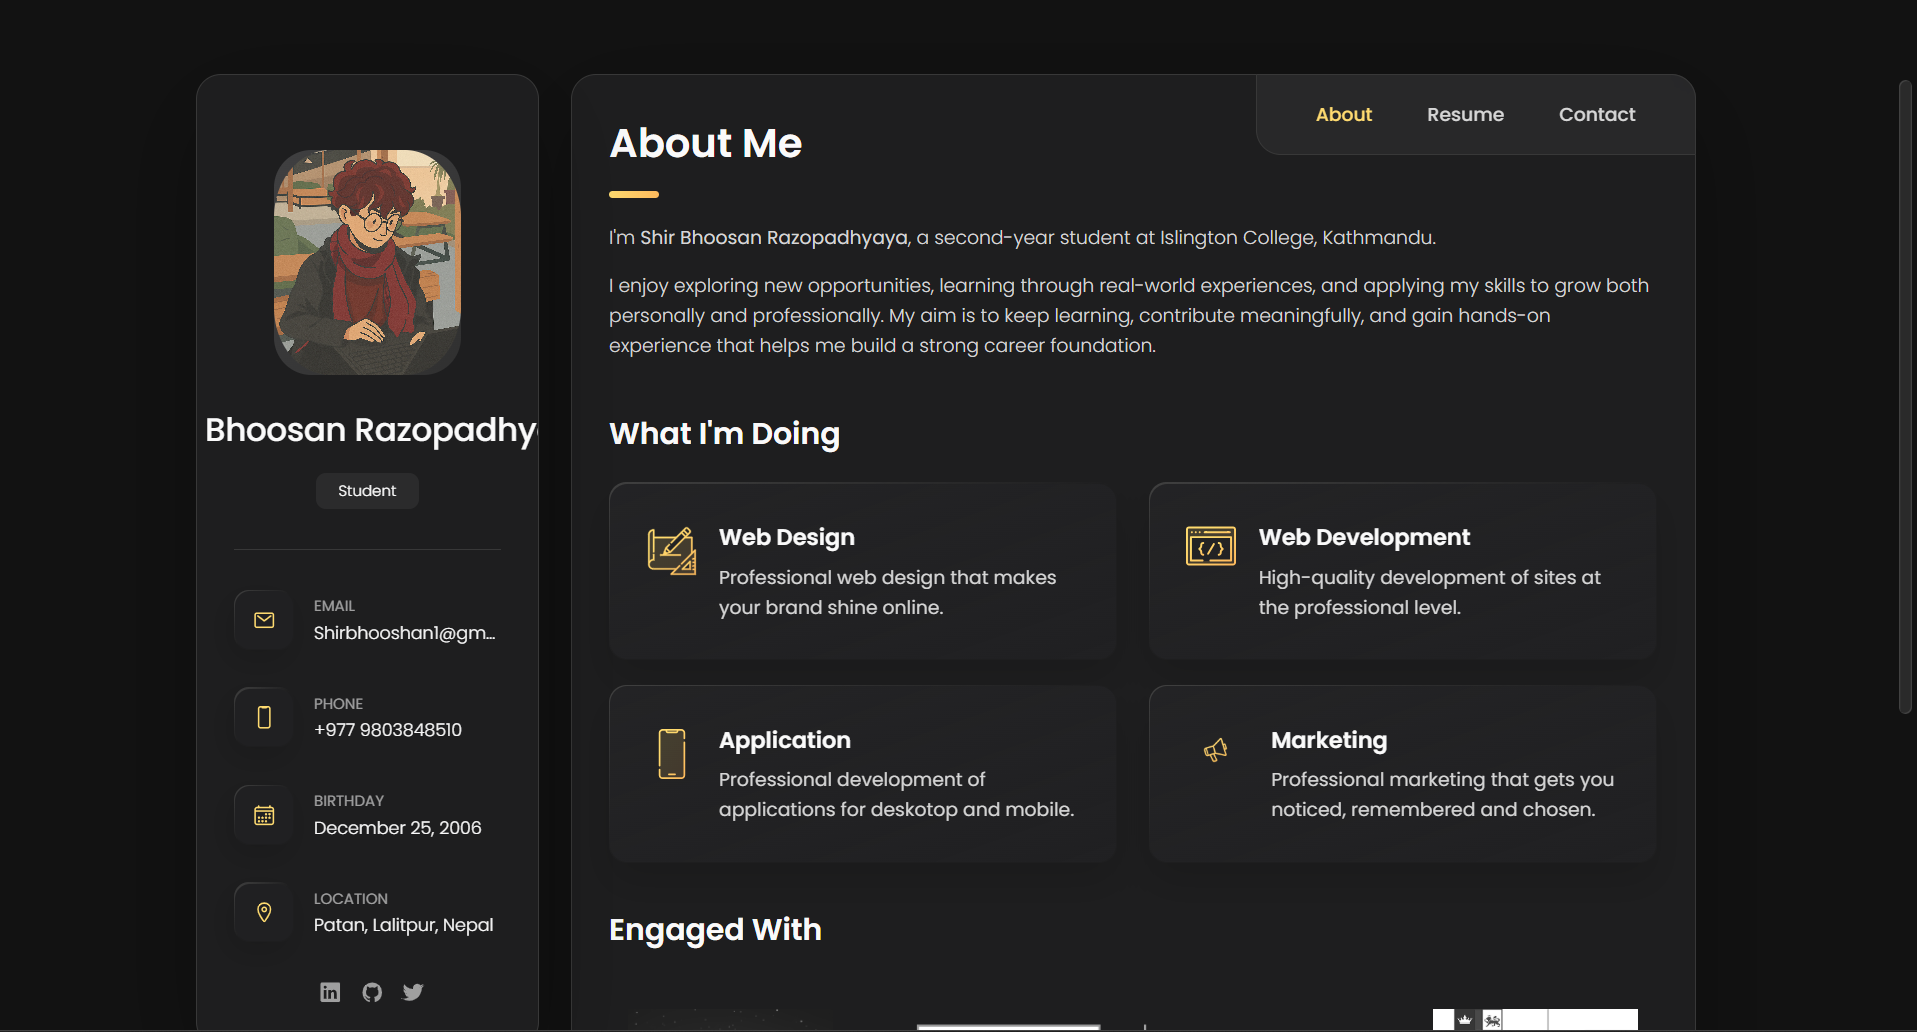 Bhoosan Razopadhy
Student
EMAIL
Shirbhooshan1@gm...
PHONE
+977 9803848510
BIRTHDAY
December 25, 2006
LOCATION
Patan, Lalitpur, Nepal
About
Resume
Contact
About Me
I'm Shir Bhoosan Razopadhyaya, a second-year student at Islington College, Kathmandu.
I enjoy exploring new opportunities, learning through real-world experiences, and applying my skills to grow both
personally and professionally. My aim is to keep learning, contribute meaningfully, and gain hands-on
experience that helps me build a strong career foundation.
What I'm Doing
Web Design
Professional web design that makes
your brand shine online.
Web Development
High-quality development of sites at
the professional level.
Application
Professional development of
applications for deskotop and mobile.
Marketing
Professional marketing that gets you
noticed, remembered and chosen.
Engaged With